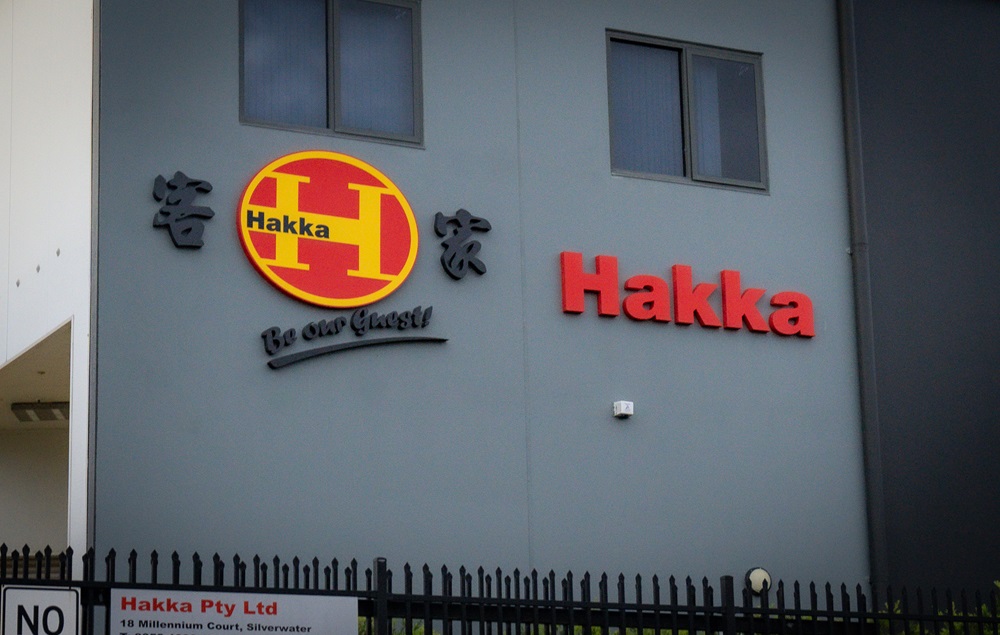 客 家
Hakka
Be our Guest!
Hakka
NO
Hakka Pty Ltd
18 Millennium Court, Silverwater